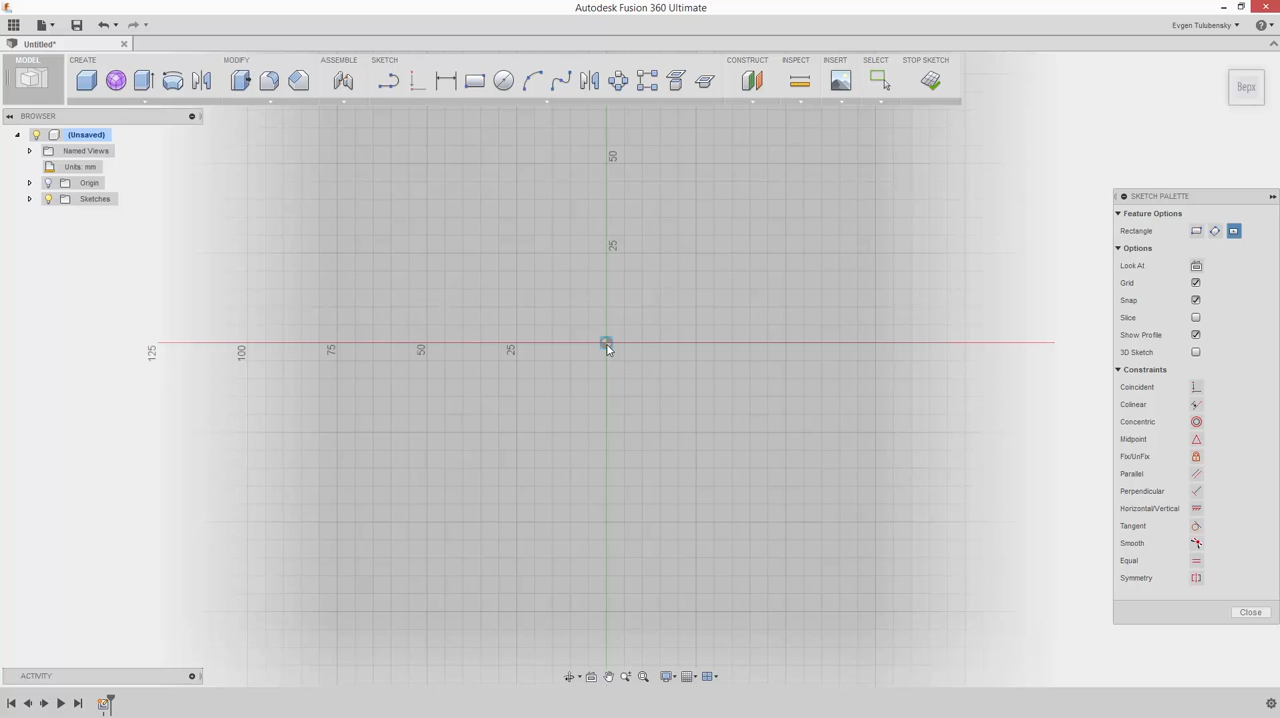 Autodesk Fusion 360 Ultimate
Evgen Tulubensky
Untitled*
MODEL
CREATE
MODIFY
ASSEMBLE
SKETCH
CONSTRUCT
INSPECT
INSERT
SELECT
STOP SKETCH
BROWSER
(Unsaved)
Named Views
Units: mm
Origin
Sketches
Верх
50
25
125
100
75
50
25
SKETCH PALETTE
Feature Options
Rectangle
Options
Look At
Grid
Snap
Slice
Show Profile
3D Sketch
Constraints
Coincident
Colinear
Concentric
Midpoint
Fix/UnFix
Parallel
Perpendicular
Horizontal/Vertical
Tangent
Smooth
Equal
Symmetry
Close
ACTIVITY